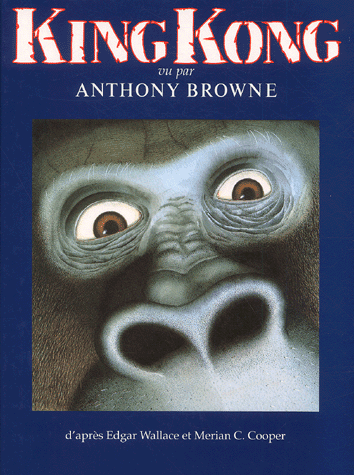 KING KONG
vu par
ANTHONY BROWNE
d'après Edgar Wallace et Merian C. Cooper